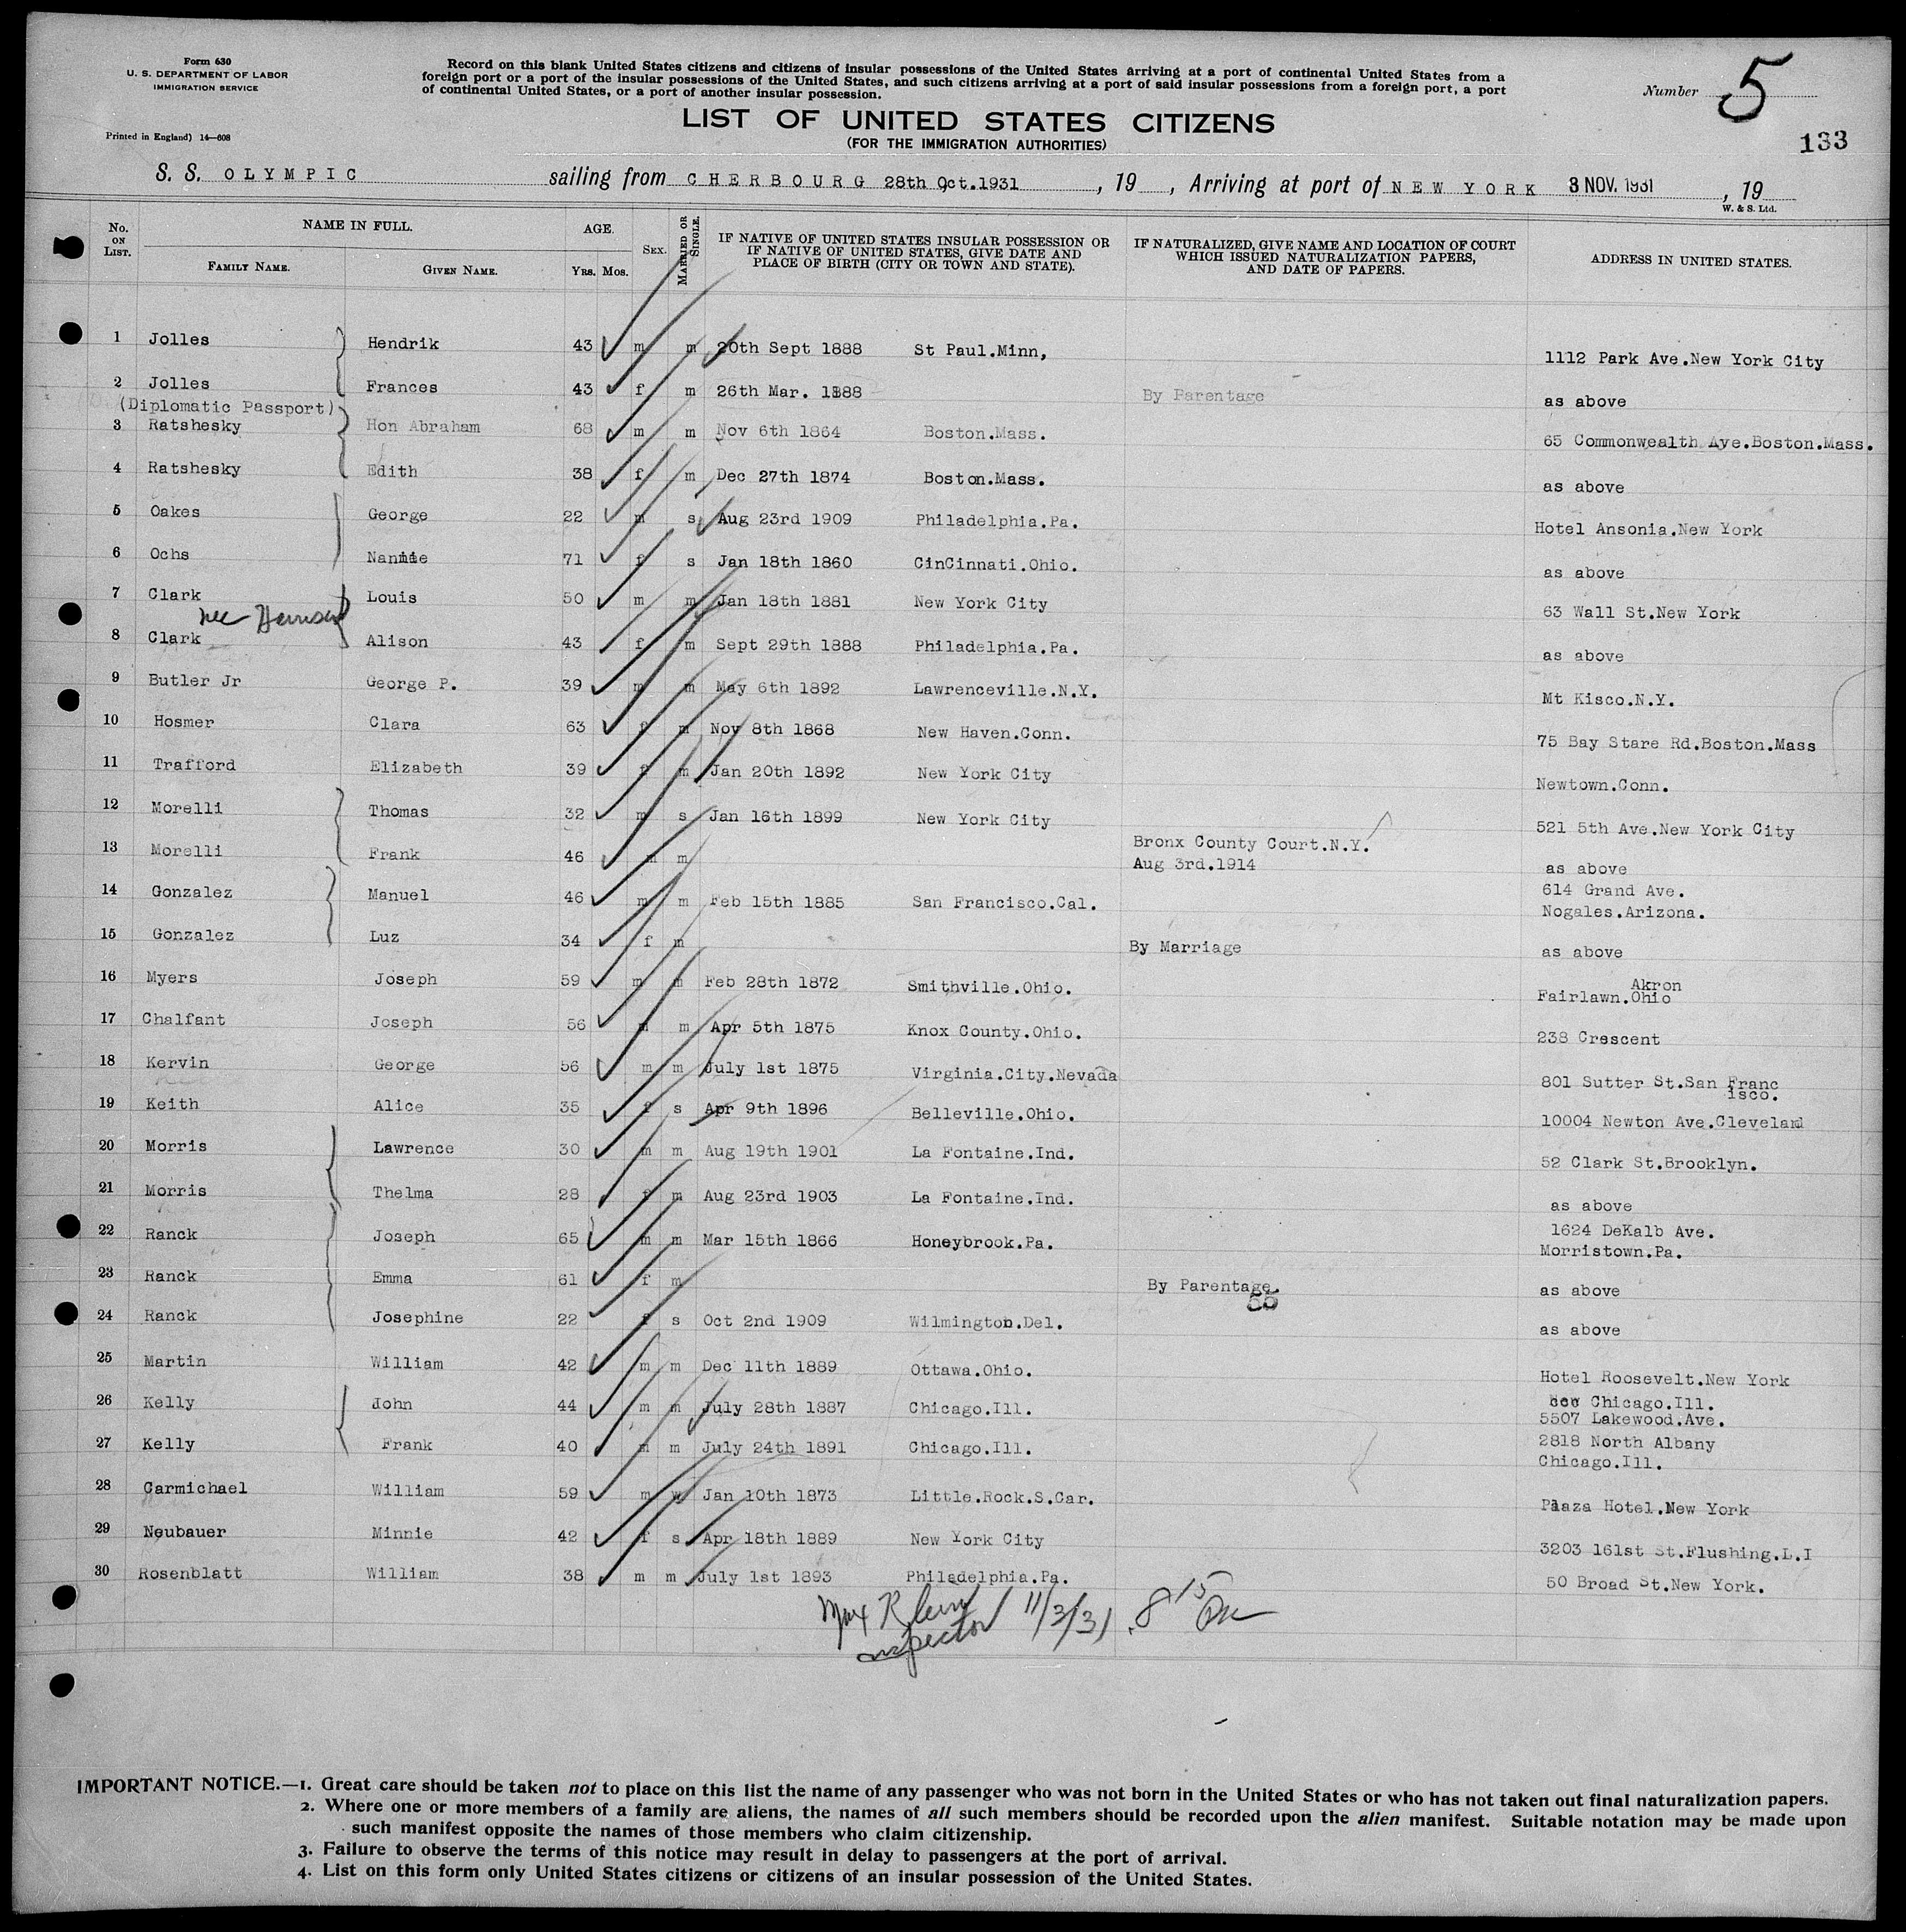 Form 630
U. S. DEPARTMENT OF LABOR
IMMIGRATION SERVICE
Printed in England) 14—608
Record on this blank United States citizens and citizens of insular possessions of the United States arriving at a port of continental United States from a
foreign port or a port of the insular possessions of the United States, and such citizens arriving at a port of said insular possessions from a foreign port, a port
of continental United States, or a port of another insular possession.
Number 5
LIST OF UNITED STATES CITIZENS
(FOR THE IMMIGRATION AUTHORITIES)
133
S. S. OLYMPIC sailing from CHERBOURG 28th Oct.1931, 19 , Arriving at port of NEW YORK 3 NOV. 1931, 19
W. & S. Ltd.
No. ON LIST. NAME IN FULL. FAMILY NAME. GIVEN NAME. AGE. Yrs. Mos. SEX. MARRIED OR SINGLE. IF NATIVE OF UNITED STATES INSULAR POSSESSION OR IF NATIVE OF UNITED STATES, GIVE DATE AND PLACE OF BIRTH (CITY OR TOWN AND STATE). IF NATURALIZED, GIVE NAME AND LOCATION OF COURT WHICH ISSUED NATURALIZATION PAPERS, AND DATE OF PAPERS. ADDRESS IN UNITED STATES.
1 Jolles Hendrik 43 m m 20th Sept 1888 St Paul.Minn, 1112 Park Ave.New York City
2 Jolles Frances 43 f m 26th Mar. 1888 By Parentage as above
(Diplomatic Passport)
3 Ratshesky Hon Abraham 68 m m Nov 6th 1864 Boston.Mass. 65 Commonwealth Aye.Boston.Mass.
4 Ratshesky Edith 38 f m Dec 27th 1874 Boston.Mass. as above
5 Oakes George 22 m s Aug 23rd 1909 Philadelphia.Pa. Hotel Ansonia.New York
6 Ochs Nannie 71 f s Jan 18th 1860 CinCinnati.Ohio. as above
7 Clark Louis 50 m m Jan 18th 1881 New York City 63 Wall St.New York
nee
8 Clark Alison 43 f m Sept 29th 1888 Philadelphia.Pa. as above
9 Butler Jr George P. 39 m m May 6th 1892 Lawrenceville.N.Y. Mt Kisco.N.Y.
10 Hosmer Clara 63 f m Nov 8th 1868 New Haven.Conn. 75 Bay Stare Rd.Boston.Mass
11 Trafford Elizabeth 39 f m Jan 20th 1892 New York City Newtown.Conn.
12 Morelli Thomas 32 m s Jan 16th 1899 New York City 521 5th Ave.New York City
13 Morelli Frank 46 m m Bronx County Court.N.Y. Aug 3rd.1914 as above
14 Gonzalez Manuel 46 m m Feb 15th 1885 San Francisco.Cal. 614 Grand Ave. Nogales.Arizona.
15 Gonzalez Luz 34 f m By Marriage as above
16 Myers Joseph 59 m m Feb 28th 1872 Smithville.Ohio. Akron Fairlawn.Ohio
17 Chalfant Joseph 56 m m Apr 5th 1875 Knox County.Ohio. 238 Crescent
18 Kervin George 56 m m July 1st 1875 Virginia.City.Nevada 801 Sutter St.San Franc isco.
19 Keith Alice 35 f s Apr 9th 1896 Belleville.Ohio. 10004 Newton Ave.Cleveland
20 Morris Lawrence 30 m m Aug 19th 1901 La Fontaine.Ind. 52 Clark St.Brooklyn.
21 Morris Thelma 28 f m Aug 23rd 1903 La Fontaine.Ind. as above
22 Ranck Joseph 65 m m Mar 15th 1866 Honeybrook.Pa. 1624 DeKalb Ave. Morristown.Pa.
23 Ranck Emma 61 f m By Parentage. 55 as above
24 Ranck Josephine 22 f s Oct 2nd 1909 Wilmington.Del. as above
25 Martin William 42 m m Dec 11th 1889 Ottawa.Ohio. Hotel Roosevelt.New York
26 Kelly John 44 m m July 28th 1887 Chicago.Ill. Chicago.Ill. 5507 Lakewood.Ave.
27 Kelly Frank 40 m m July 24th 1891 Chicago.Ill. 2818 North Albany Chicago.Ill.
28 Carmichael William 59 m w Jan 10th 1873 Little.Rock.S.Car. Plaza Hotel.New York
29 Neubauer Minnie 42 f s Apr 18th 1889 New York City 3203 161st St.Flushing.L.I
30 Rosenblatt William 38 m m July 1st 1893 Philadelphia.Pa. 50 Broad St.New York.
Max Klein 11/3/31 8 15 Pm
Inspector
IMPORTANT NOTICE.—1. Great care should be taken not to place on this list the name of any passenger who was not born in the United States or who has not taken out final naturalization papers.
2. Where one or more members of a family are aliens, the names of all such members should be recorded upon the alien manifest. Suitable notation may be made upon
such manifest opposite the names of those members who claim citizenship.
3. Failure to observe the terms of this notice may result in delay to passengers at the port of arrival.
4. List on this form only United States citizens or citizens of an insular possession of the United States.